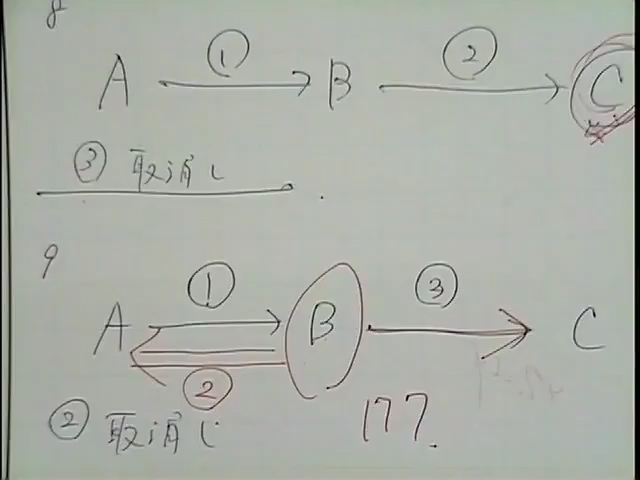 8
A ① B ② C
③ 取消し
9
A ① B ③ C
②
② 取消し 177.